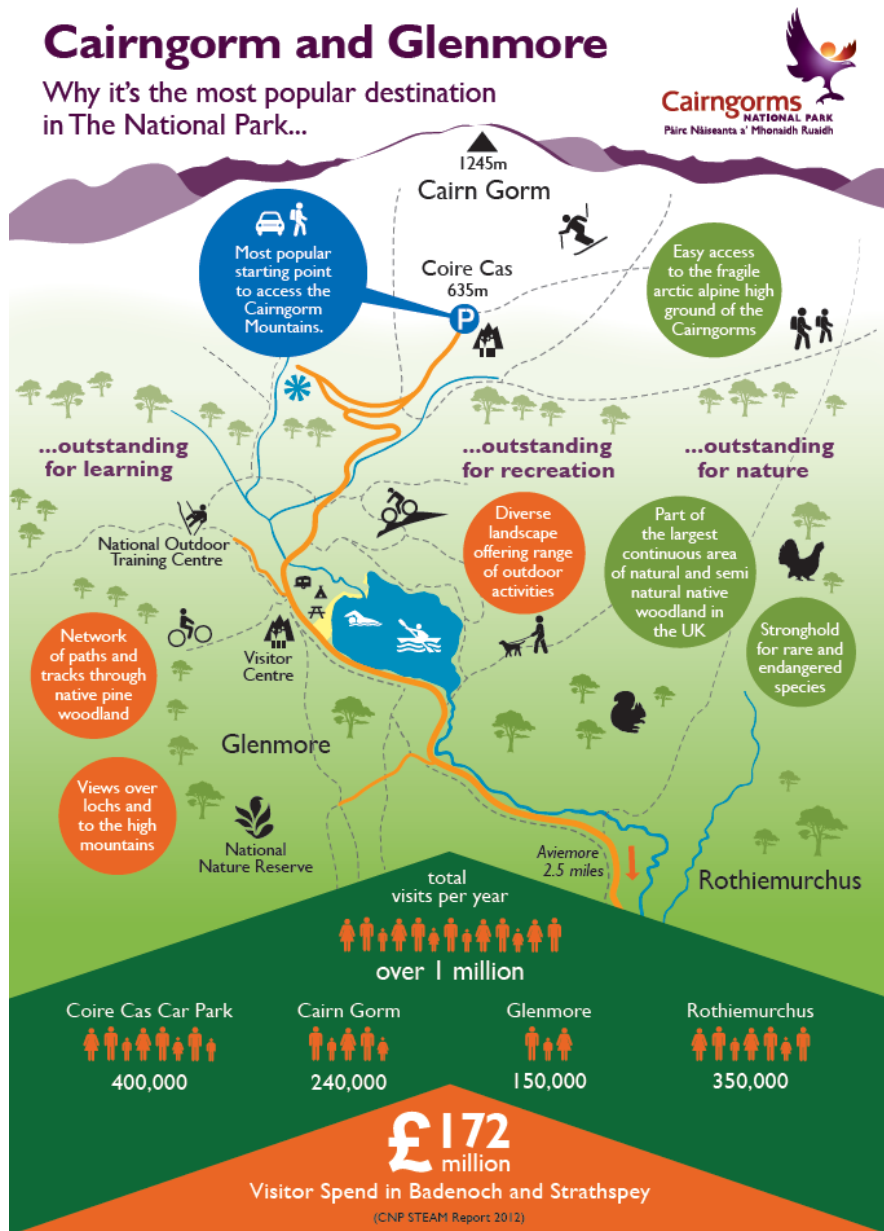 Cairngorm and Glenmore
Why it's the most popular destination
in The National Park...
Cairngorms
NATIONAL PARK
Pàirc Nàiseanta a' Mhonaidh Ruaidh
1245m
Cairn Gorm
Most popular
starting point
to access the
Cairngorm
Mountains.
Coire Cas
635m
P
Easy access
to the fragile
arctic alpine high
ground of the
Cairngorms
...outstanding
for learning
...outstanding
for recreation
...outstanding
for nature
National Outdoor
Training Centre
Diverse
landscape
offering range
of outdoor
activities
Part of
the largest
continuous area
of natural and semi
natural native
woodland in
the UK
Network
of paths and
tracks through
native pine
woodland
Visitor
Centre
Stronghold
for rare and
endangered
species
Glenmore
Views over
lochs and
to the high
mountains
National
Nature Reserve
Aviemore
2.5 miles
Rothiemurchus
total
visits per year
over 1 million
Coire Cas Car Park
400,000
Cairn Gorm
240,000
Glenmore
150,000
Rothiemurchus
350,000
£172
million
Visitor Spend in Badenoch and Strathspey
(CNP STEAM Report 2012)